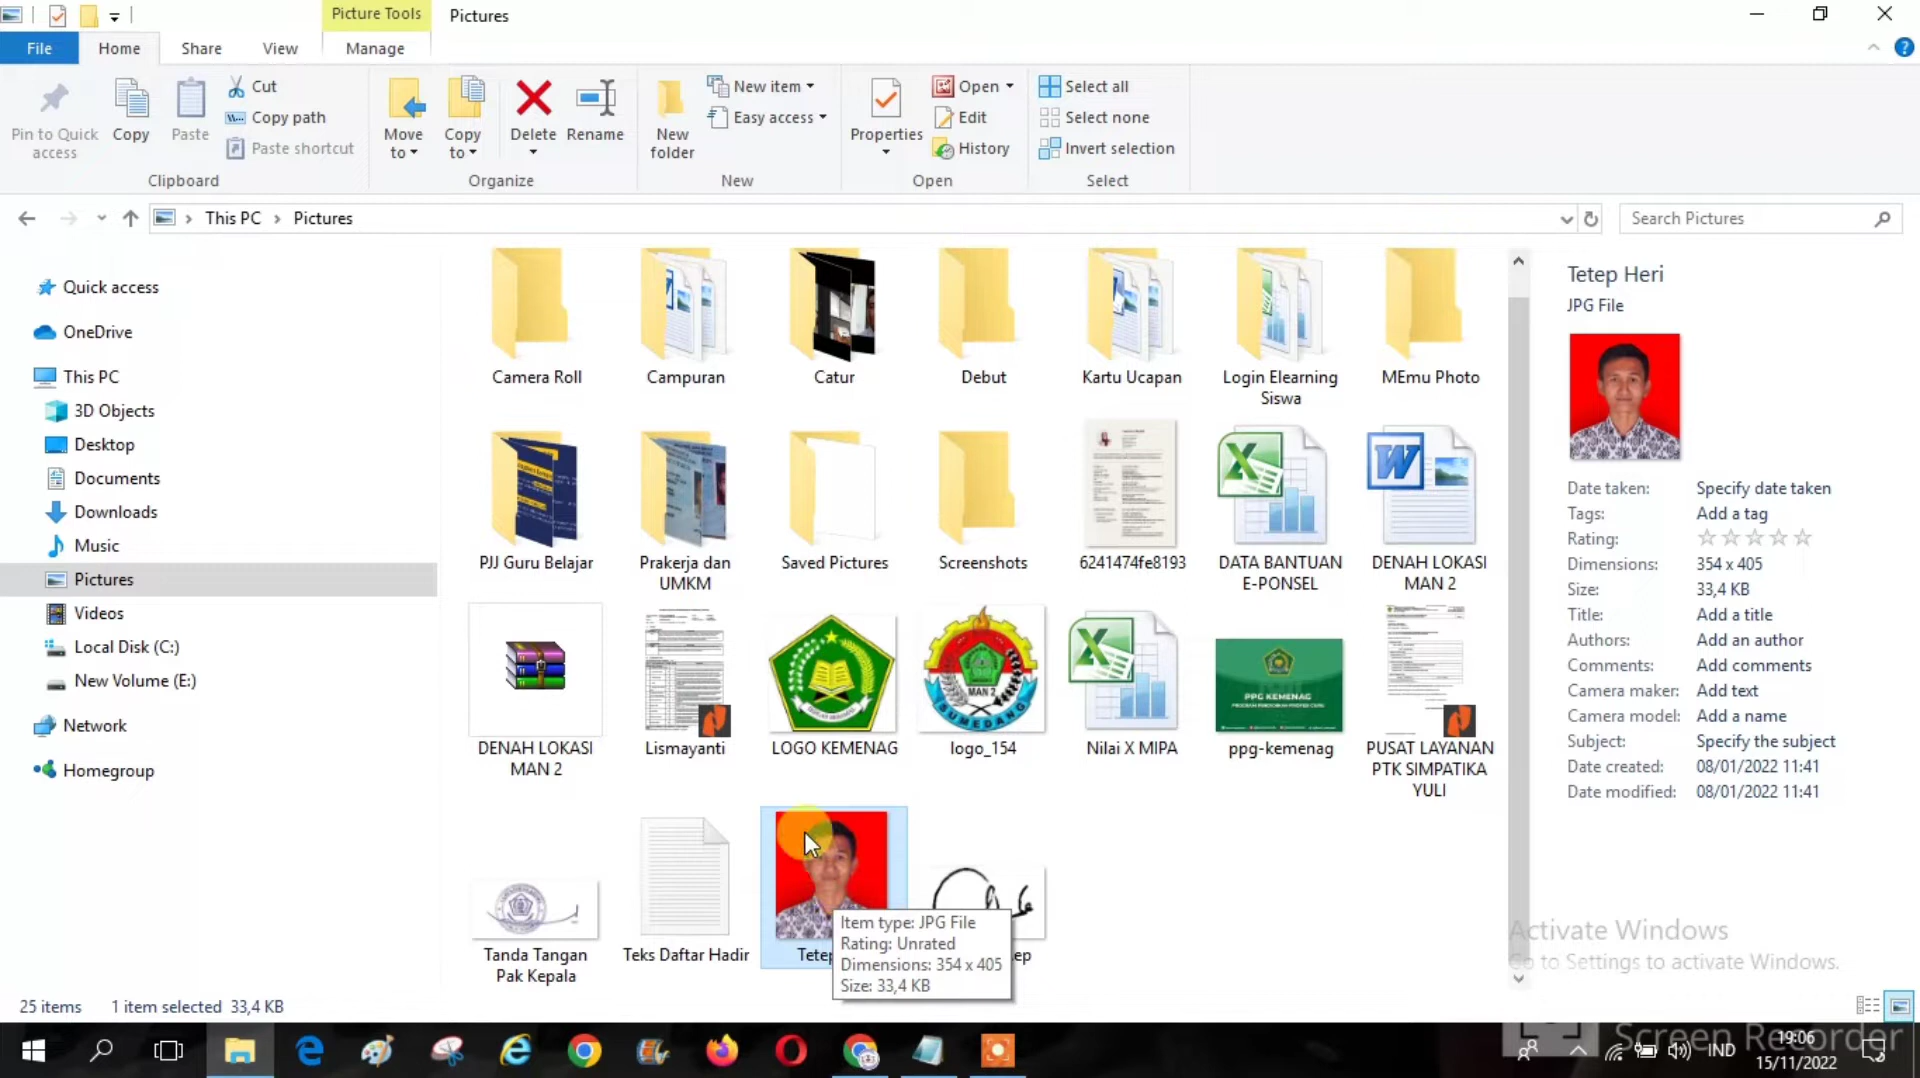 Picture Tools
Pictures
File
Home
Share
View
Manage
Pin to Quick access
Copy
Paste
Cut
Copy path
Paste shortcut
Clipboard
Move to
Copy to
Delete
Rename
Organize
New folder
New item
Easy access
New
Properties
Open
Edit
History
Open
Select all
Select none
Invert selection
Select
This PC
Pictures
Search Pictures
Quick access
OneDrive
This PC
3D Objects
Desktop
Documents
Downloads
Music
Pictures
Videos
Local Disk (C:)
New Volume (E:)
Network
Homegroup
Camera Roll
Campuran
Catur
Debut
Kartu Ucapan
Login Elearning
Siswa
MEmu Photo
PJJ Guru Belajar
Prakerja dan
UMKM
Saved Pictures
Screenshots
6241474fe8193
DATA BANTUAN
E-PONSEL
DENAH LOKASI
MAN 2
DENAH LOKASI
MAN 2
Lismayanti
LOGO KEMENAG
MAN 2
SUMEDANG
logo_154
Nilai X MIPA
PPG KEMENAG
ppg-kemenag
PUSAT LAYANAN
PTK SIMPATIKA
YULI
Tanda Tangan
Pak Kepala
Teks Daftar Hadir
Tetep
ep
Item type: JPG File
Rating: Unrated
Dimensions: 354 x 405
Size: 33,4 KB
Tetep Heri
JPG File
Date taken: Specify date taken
Tags: Add a tag
Rating:
Dimensions: 354 x 405
Size: 33,4 KB
Title: Add a title
Authors: Add an author
Comments: Add comments
Camera maker: Add text
Camera model: Add a name
Subject: Specify the subject
Date created: 08/01/2022 11:41
Date modified: 08/01/2022 11:41
Activate Windows
Go to Settings to activate Windows.
25 items
1 item selected 33,4 KB
Screen Recorder
IND
19:06
15/11/2022